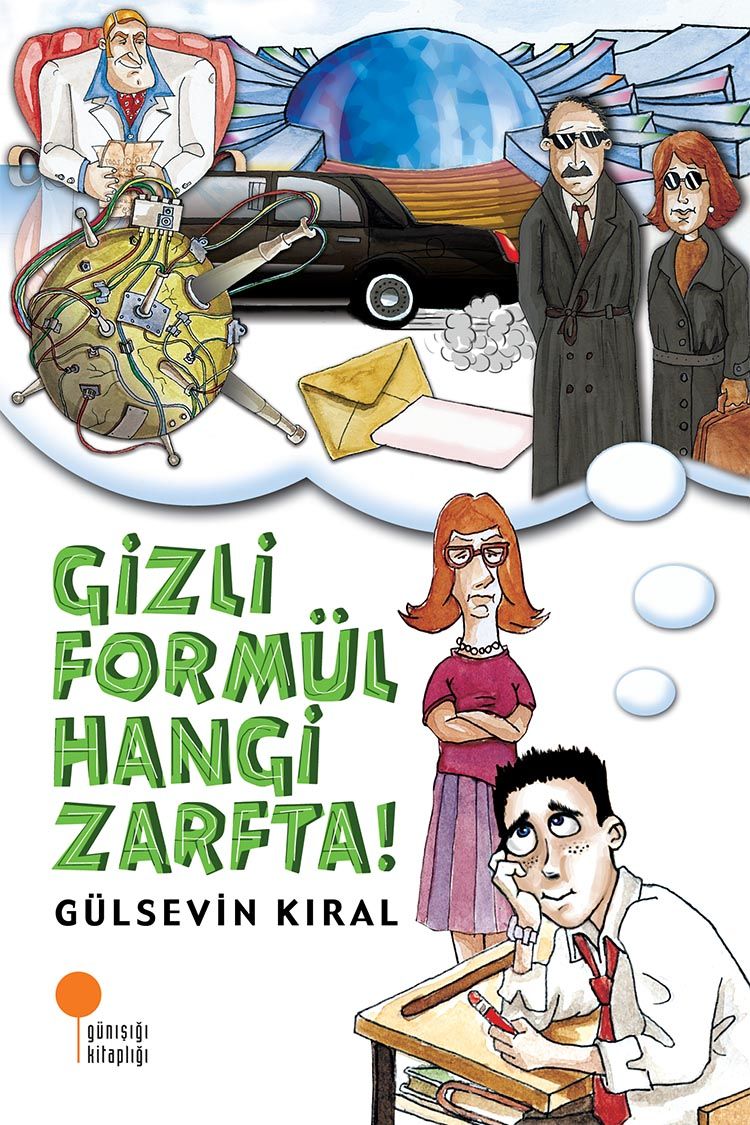 GİZLİ
FORMÜL
HANGİ
ZARFTA!
GÜLSEVİN KIRAL
günışığı
kitaplığı